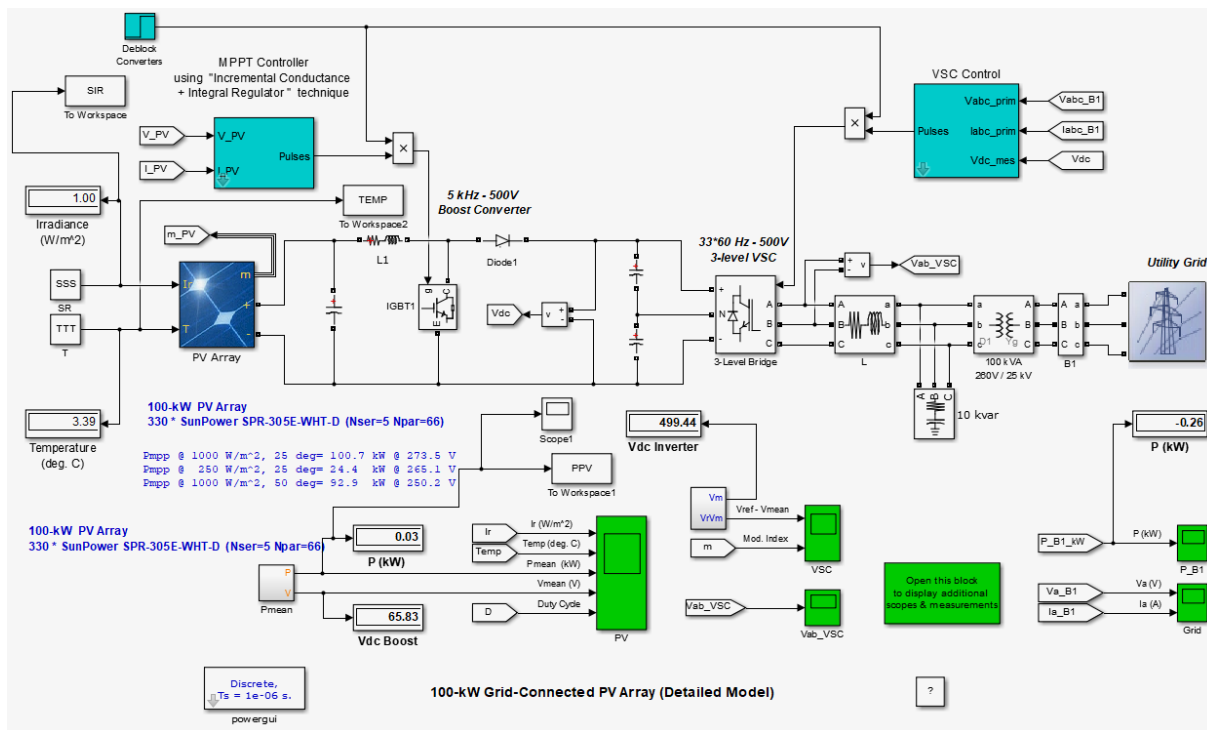 Deblock
Converters
MPPT Controller
using "Incremental Conductance
+ Integral Regulator" technique
VSC Control
SIR
To Workspace
V_PV
I_PV
V_PV
I_PV
Pulses
×
×
Pulses
Vabc_prim
Iabc_prim
Vdc_mes
Vabc_B1
Iabc_B1
Vdc
1.00
Irradiance
(W/m^2)
TEMP
To Workspace2
5 kHz - 500V
Boost Converter
33*60 Hz - 500V
3-level VSC
Utility Grid
m_PV
SSS
SR
TTT
T
Ir
T
m
+
-
PV Array
L1
g
C
E
IGBT1
Diode1
Vdc
v
+
-
+
N
-
g
A
B
C
3-Level Bridge
+
-
v
Vab_VSC
A
B
C
a
b
c
L
A
B
C
10 kvar
a
b
c
A
B
C
D1
Yg
100 kVA
260V / 25 kV
A
B
C
a
b
c
B1
3.39
Temperature
(deg. C)
100-kW PV Array
330 * SunPower SPR-305E-WHT-D (Nser=5 Npar=66)
Pmpp @ 1000 W/m^2, 25 deg= 100.7 kW @ 273.5 V
Pmpp @ 250 W/m^2, 25 deg= 24.4 kW @ 265.1 V
Pmpp @ 1000 W/m^2, 50 deg= 92.9 kW @ 250.2 V
Scope1
PPV
To Workspace1
499.44
Vdc Inverter
-0.26
P (kW)
100-kW PV Array
330 * SunPower SPR-305E-WHT-D (Nser=5 Npar=66)
0.03
P (kW)
P
V
Pmean
65.83
Vdc Boost
Ir
Temp
D
Ir (W/m^2)
Temp (deg. C)
Pmean (kW)
Vmean (V)
Duty Cycle
PV
Vm
VrVm
m
Vref - Vmean
Mod. Index
VSC
Vab_VSC
Vab_VSC
Open this block
to display additional
scopes & measurements
P_B1_kW
P (kW)
P_B1
Va_B1
Ia_B1
Va (V)
Ia (A)
Grid
Discrete,
Ts = 1e-06 s.
powergui
100-kW Grid-Connected PV Array (Detailed Model)
?